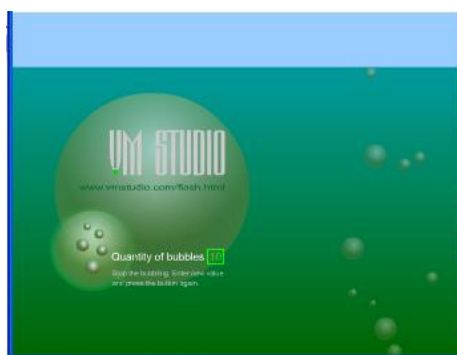 VM STUDIO
www.vmstudio.com/flash.html
Quantity of bubbles 10
Stop the bubbling. Enter new value
and press the button again.